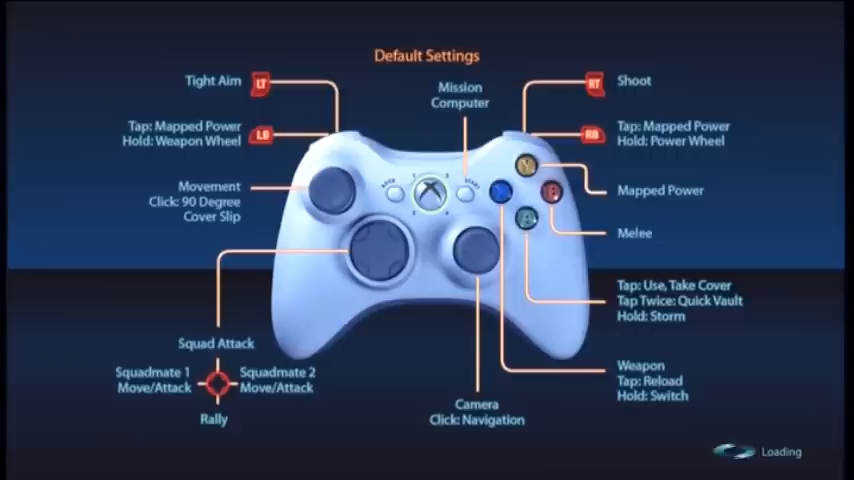 Default Settings
Tight Aim
LT
Mission
Computer
RT
Shoot
Tap: Mapped Power
Hold: Weapon Wheel
LB
RB
Tap: Mapped Power
Hold: Power Wheel
Movement
Click: 90 Degree
Cover Slip
BACK
START
Y
X
B
A
Mapped Power
Melee
Tap: Use, Take Cover
Tap Twice: Quick Vault
Hold: Storm
Squad Attack
Squadmate 1
Move/Attack
Squadmate 2
Move/Attack
Rally
Camera
Click: Navigation
Weapon
Tap: Reload
Hold: Switch
Loading